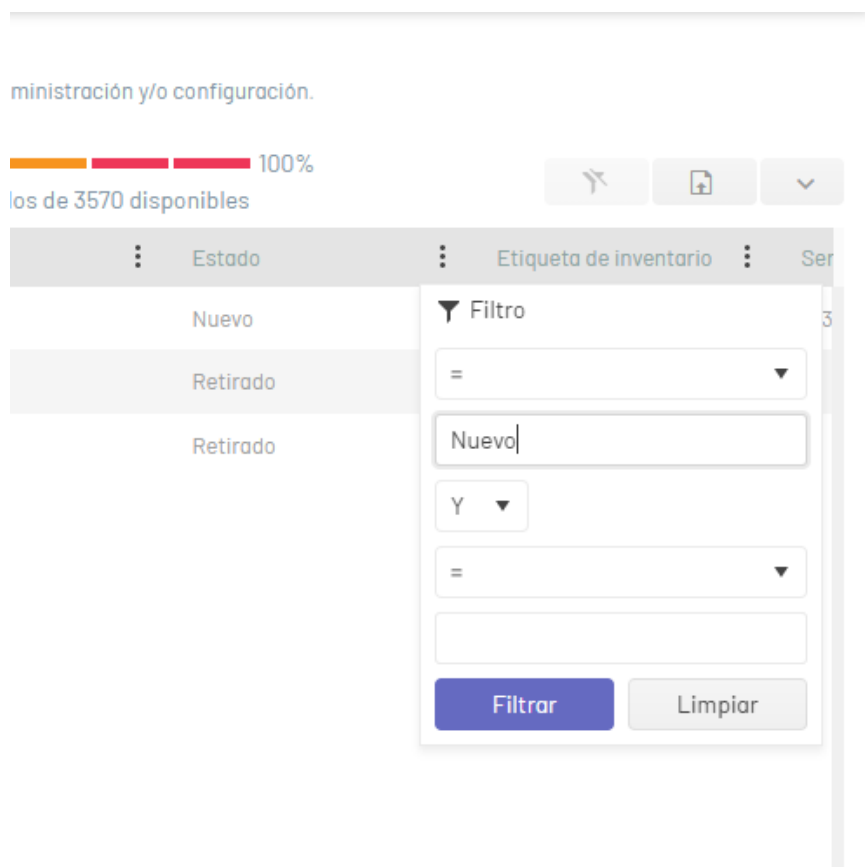 ministración y/o configuración.
100%
los de 3570 disponibles
Estado
Etiqueta de inventario
Ser
Nuevo
3
Retirado
Retirado
Filtro
=
Nuevo
Y
=
Filtrar
Limpiar